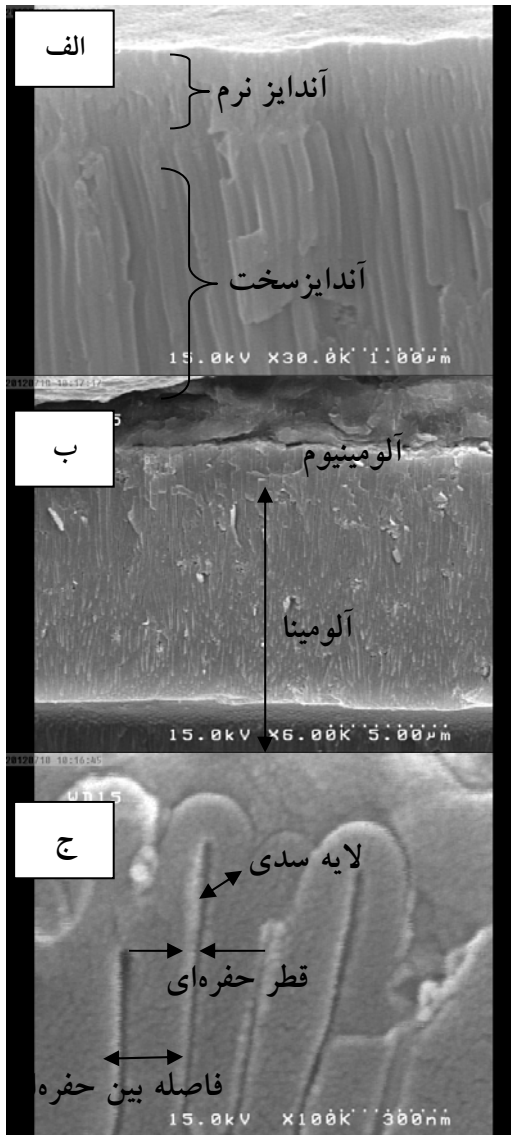 الف
آندایز نرم
آندایزسخت
15.0kV X30.0K 1.00µm
ب
آلومینیوم
آلومینا
15.0kV X6.00K 5.00µm
ج
WD15
لایه سدی
قطر حفره‌ای
فاصله بین حفره‌ا
15.0kV X100K 300nm